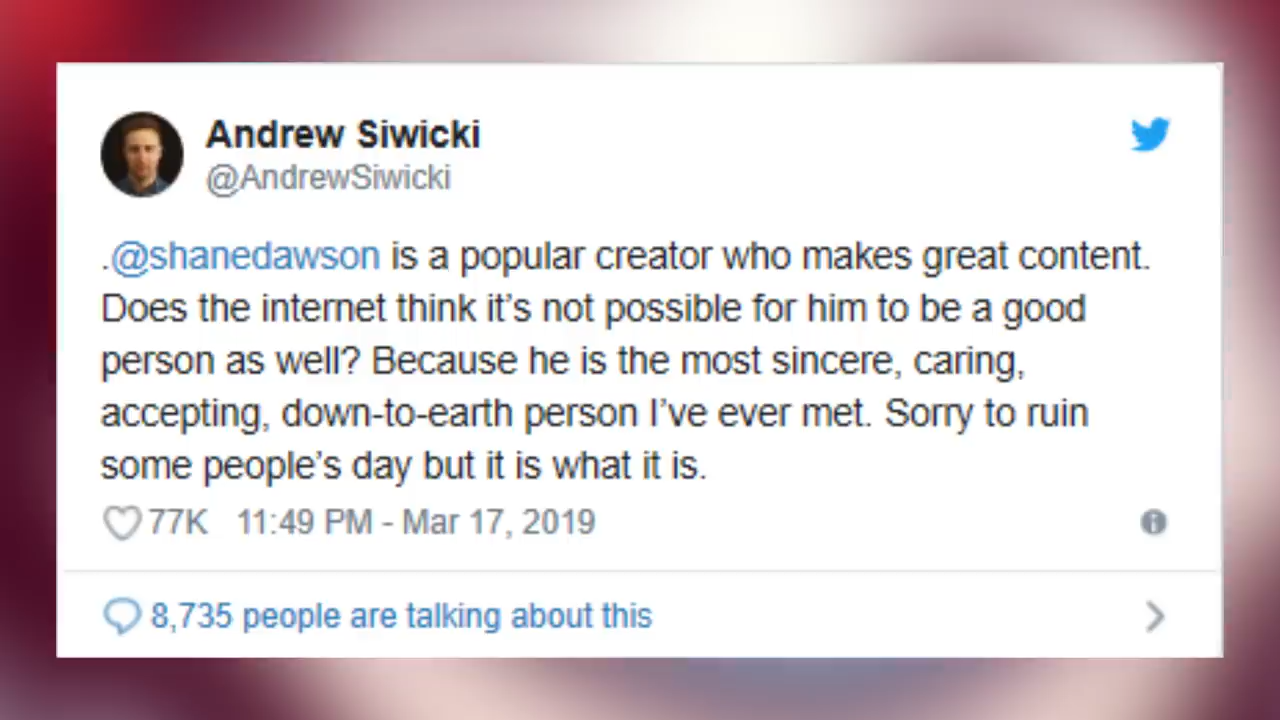 Andrew Siwicki
@AndrewSiwicki
.@shanedawson is a popular creator who makes great content.
Does the internet think it’s not possible for him to be a good
person as well? Because he is the most sincere, caring,
accepting, down-to-earth person I’ve ever met. Sorry to ruin
some people’s day but it is what it is.
77K 11:49 PM - Mar 17, 2019
8,735 people are talking about this